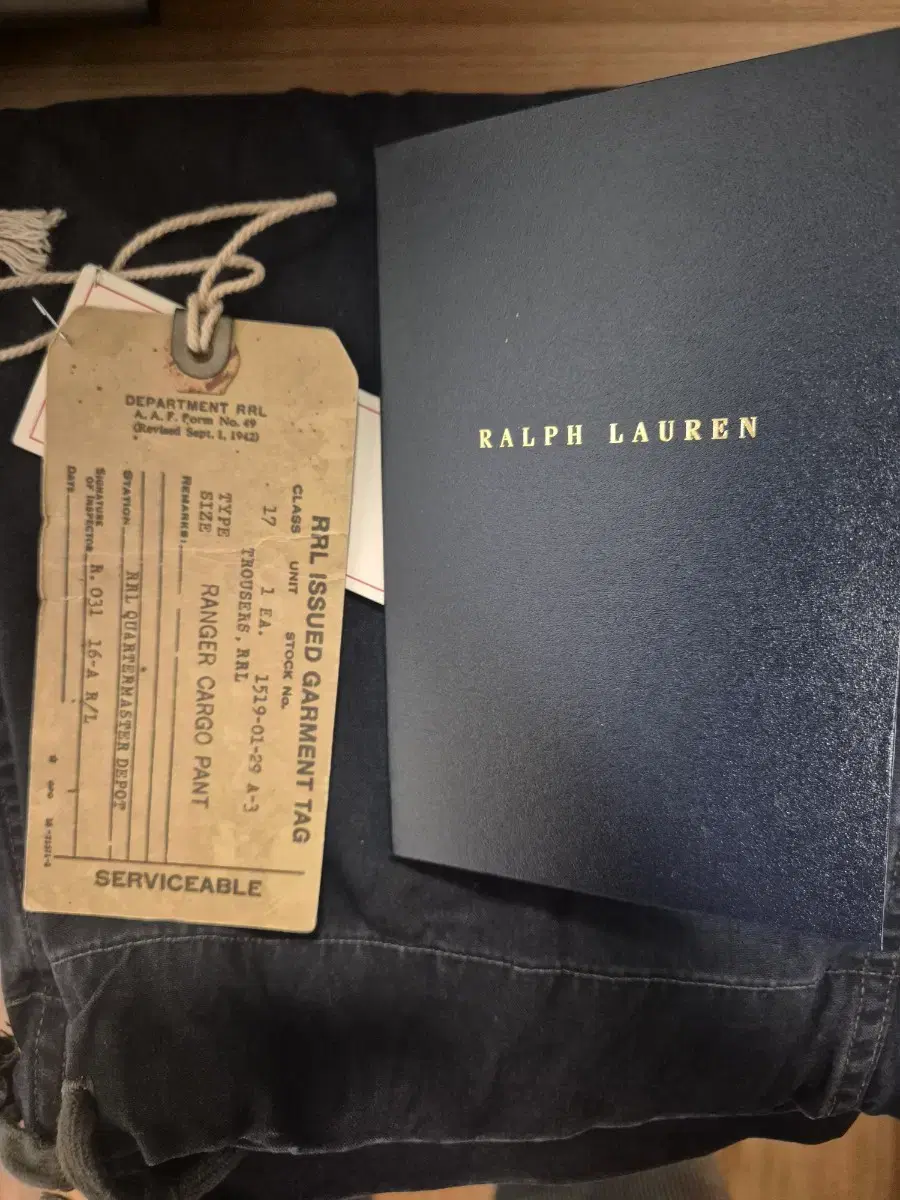 DEPARTMENT RRL
A. A. F. Form No. 49
(Revised Sept. 1, 1942)
RRL ISSUED GARMENT TAG
CLASS UNIT STOCK No.
17 1 EA. 1519-01-29 A-3
TROUSERS, RRL
TYPE
SIZE RANGER CARGO PANT
REMARKS:
STATION RRL QUARTERMASTER DEPOT
SIGNATURE
OF INSPECTOR R. 031 16-A R/L
DATE
SERVICEABLE
RALPH LAUREN